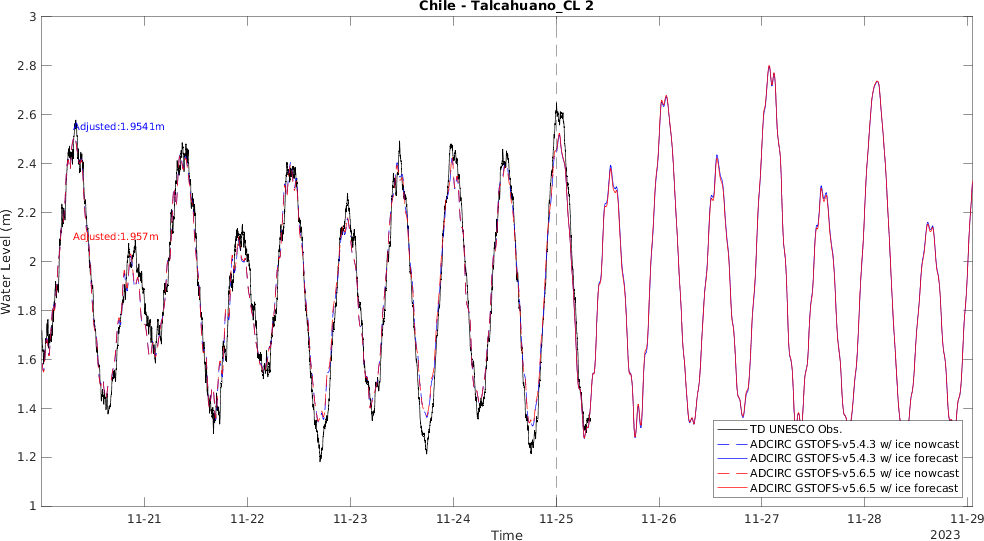 Chile - Talcahuano_CL 2
3
2.8
2.6
2.4
2.2
2
1.8
1.6
1.4
1.2
1
Water Level (m)
Adjusted:1.9541m
Adjusted:1.957m
TD UNESCO Obs.
ADCIRC GSTOFS-v5.4.3 w/ ice nowcast
ADCIRC GSTOFS-v5.4.3 w/ ice forecast
ADCIRC GSTOFS-v5.6.5 w/ ice nowcast
ADCIRC GSTOFS-v5.6.5 w/ ice forecast
11-21 11-22 11-23 11-24 11-25 11-26 11-27 11-28 11-29
Time
2023